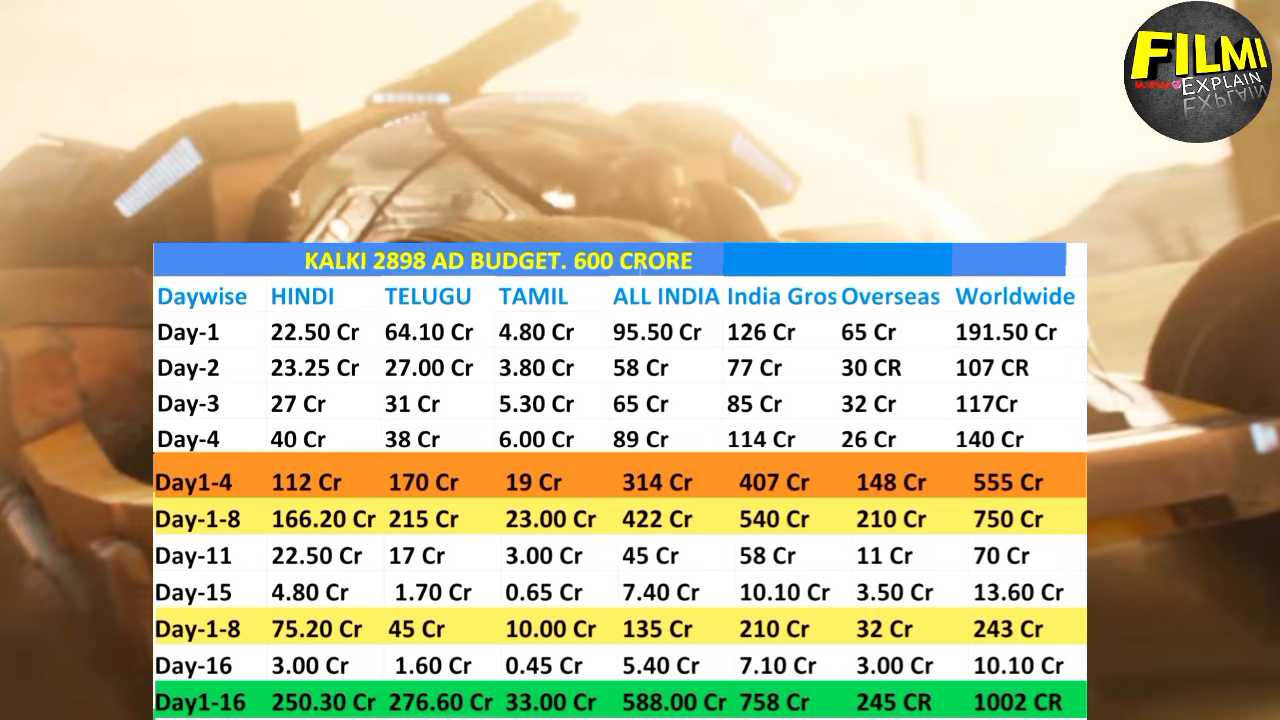 FILMI
EXPLAIN
KALKI 2898 AD BUDGET. 600 CRORE
Daywise HINDI TELUGU TAMIL ALL INDIA India Gros Overseas Worldwide
Day-1 22.50 Cr 64.10 Cr 4.80 Cr 95.50 Cr 126 Cr 65 Cr 191.50 Cr
Day-2 23.25 Cr 27.00 Cr 3.80 Cr 58 Cr 77 Cr 30 CR 107 CR
Day-3 27 Cr 31 Cr 5.30 Cr 65 Cr 85 Cr 32 Cr 117Cr
Day-4 40 Cr 38 Cr 6.00 Cr 89 Cr 114 Cr 26 Cr 140 Cr
Day1-4 112 Cr 170 Cr 19 Cr 314 Cr 407 Cr 148 Cr 555 Cr
Day-1-8 166.20 Cr 215 Cr 23.00 Cr 422 Cr 540 Cr 210 Cr 750 Cr
Day-11 22.50 Cr 17 Cr 3.00 Cr 45 Cr 58 Cr 11 Cr 70 Cr
Day-15 4.80 Cr 1.70 Cr 0.65 Cr 7.40 Cr 10.10 Cr 3.50 Cr 13.60 Cr
Day-1-8 75.20 Cr 45 Cr 10.00 Cr 135 Cr 210 Cr 32 Cr 243 Cr
Day-16 3.00 Cr 1.60 Cr 0.45 Cr 5.40 Cr 7.10 Cr 3.00 Cr 10.10 Cr
Day1-16 250.30 Cr 276.60 Cr 33.00 Cr 588.00 Cr 758 Cr 245 CR 1002 CR